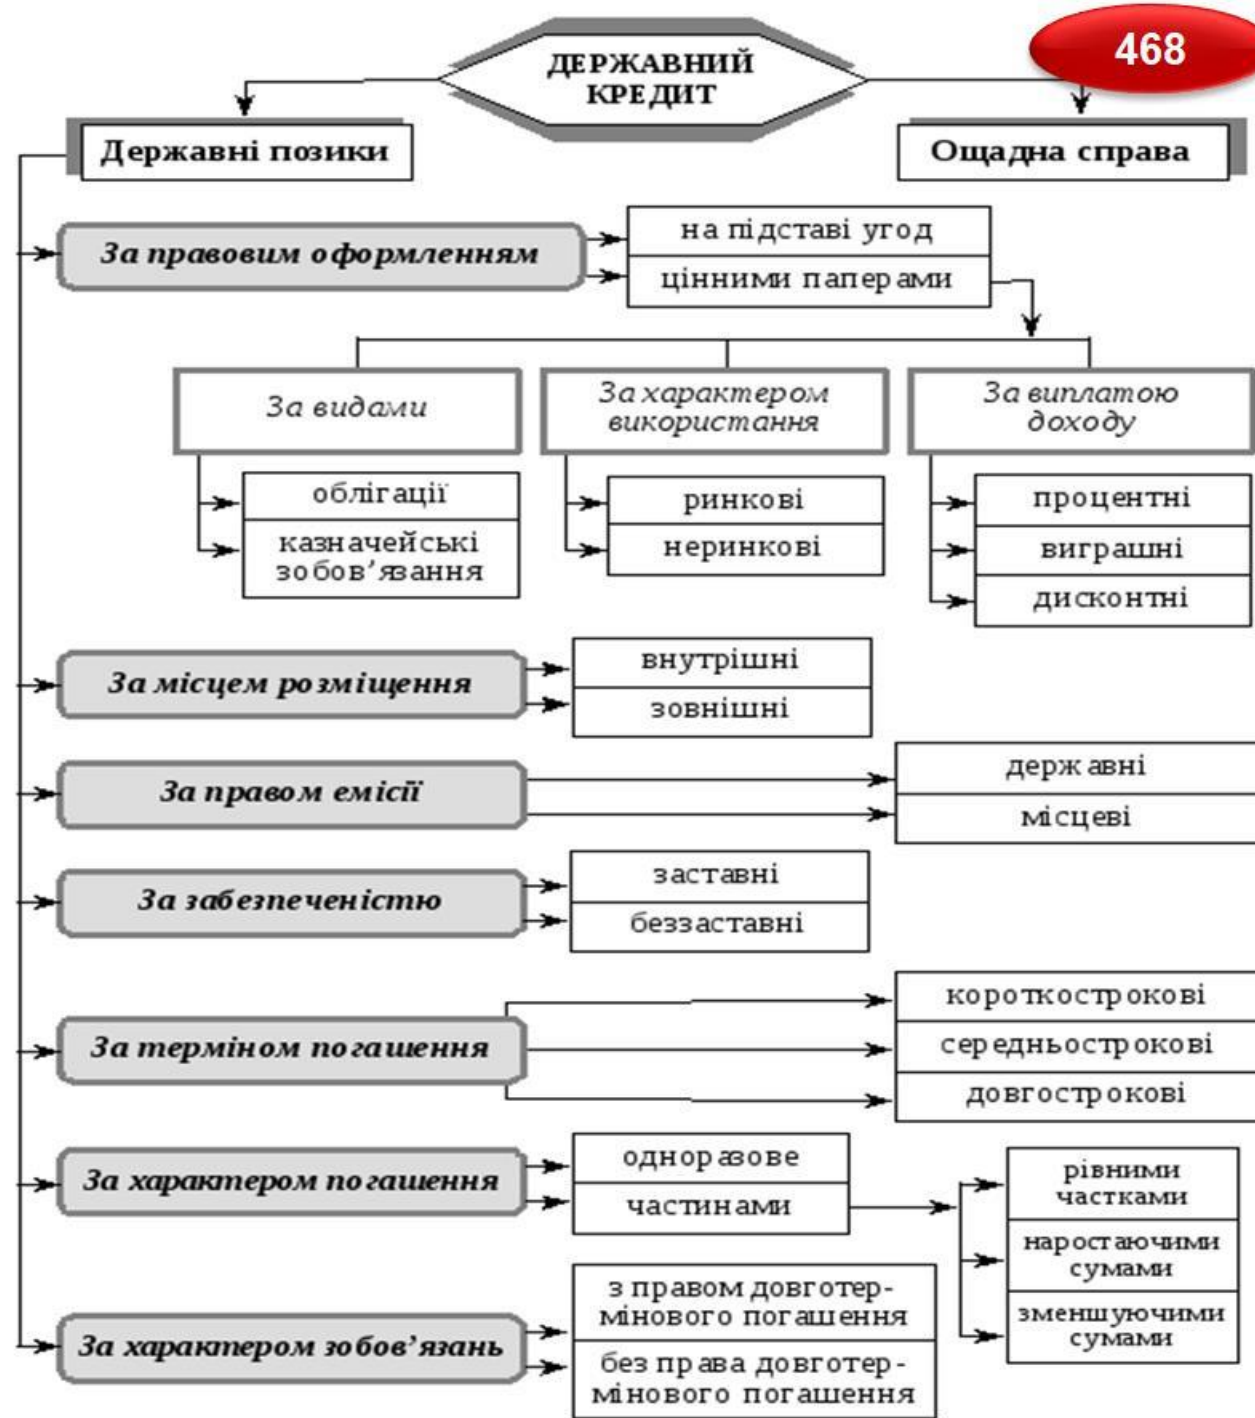 ДЕРЖАВНИЙ
КРЕДИТ
468
Державні позики
Ощадна справа
За правовим оформленням
на підставі угод
цінними паперами
За видами
За характером
використання
За виплатою
доходу
облігації
казначейські
зобов’язання
ринкові
неринкові
процентні
виграшні
дисконтні
За місцем розміщення
внутрішні
зовнішні
За правом емісії
державні
місцеві
За забезпеченістю
заставні
беззаставні
За терміном погашення
короткострокові
середньострокові
довгострокові
За характером погашення
одноразове
частинами
рівними
частками
наростаючими
сумами
зменшуючими
сумами
За характером зобов’язань
з правом довготер-
мінового погашення
без права довготер-
мінового погашення